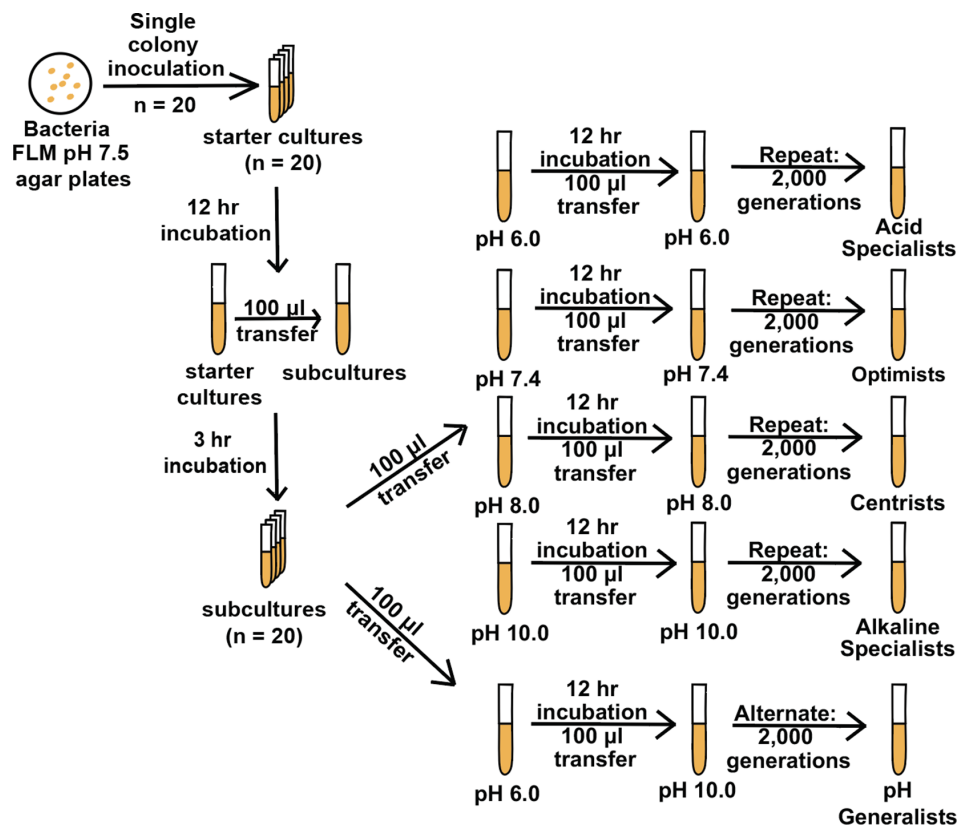 Single
colony
inoculation
n = 20
Bacteria
FLM pH 7.5
agar plates
starter cultures
(n = 20)
12 hr
incubation
100 µl
transfer
starter
cultures
subcultures
3 hr
incubation
subcultures
(n = 20)
100 µl
transfer
100 µl
transfer
12 hr
incubation
100 µl
transfer
pH 6.0
pH 6.0
Repeat:
2,000
generations
Acid
Specialists
12 hr
incubation
100 µl
transfer
pH 7.4
pH 7.4
Repeat:
2,000
generations
Optimists
12 hr
incubation
100 µl
transfer
pH 8.0
pH 8.0
Repeat:
2,000
generations
Centrists
12 hr
incubation
100 µl
transfer
pH 10.0
pH 10.0
Repeat:
2,000
generations
Alkaline
Specialists
12 hr
incubation
100 µl
transfer
pH 6.0
pH 10.0
Alternate:
2,000
generations
pH
Generalists